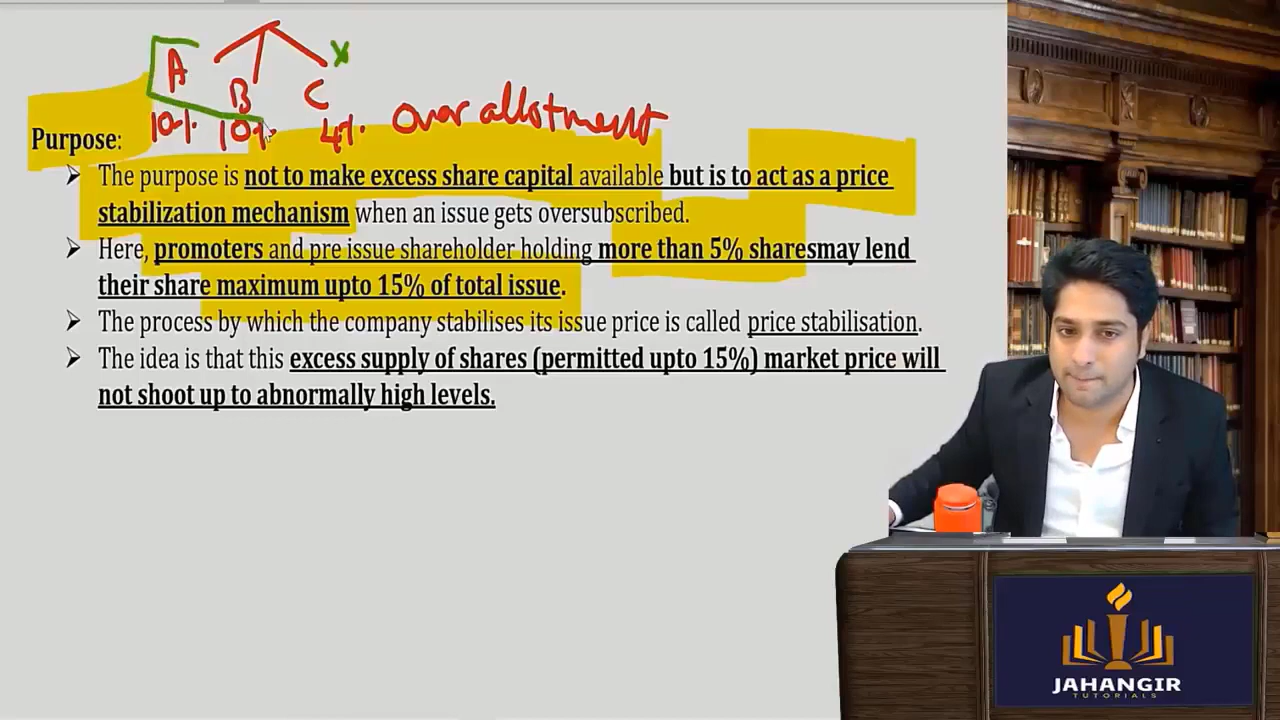 A B C X
10%. 10%. 4%. Over allotment
Purpose:
➢ The purpose is not to make excess share capital available but is to act as a price
stabilization mechanism when an issue gets oversubscribed.
➢ Here, promoters and pre issue shareholder holding more than 5% sharesmay lend
their share maximum upto 15% of total issue.
➢ The process by which the company stabilises its issue price is called price stabilisation.
➢ The idea is that this excess supply of shares (permitted upto 15%) market price will
not shoot up to abnormally high levels.
JAHANGIR
TUTORIALS